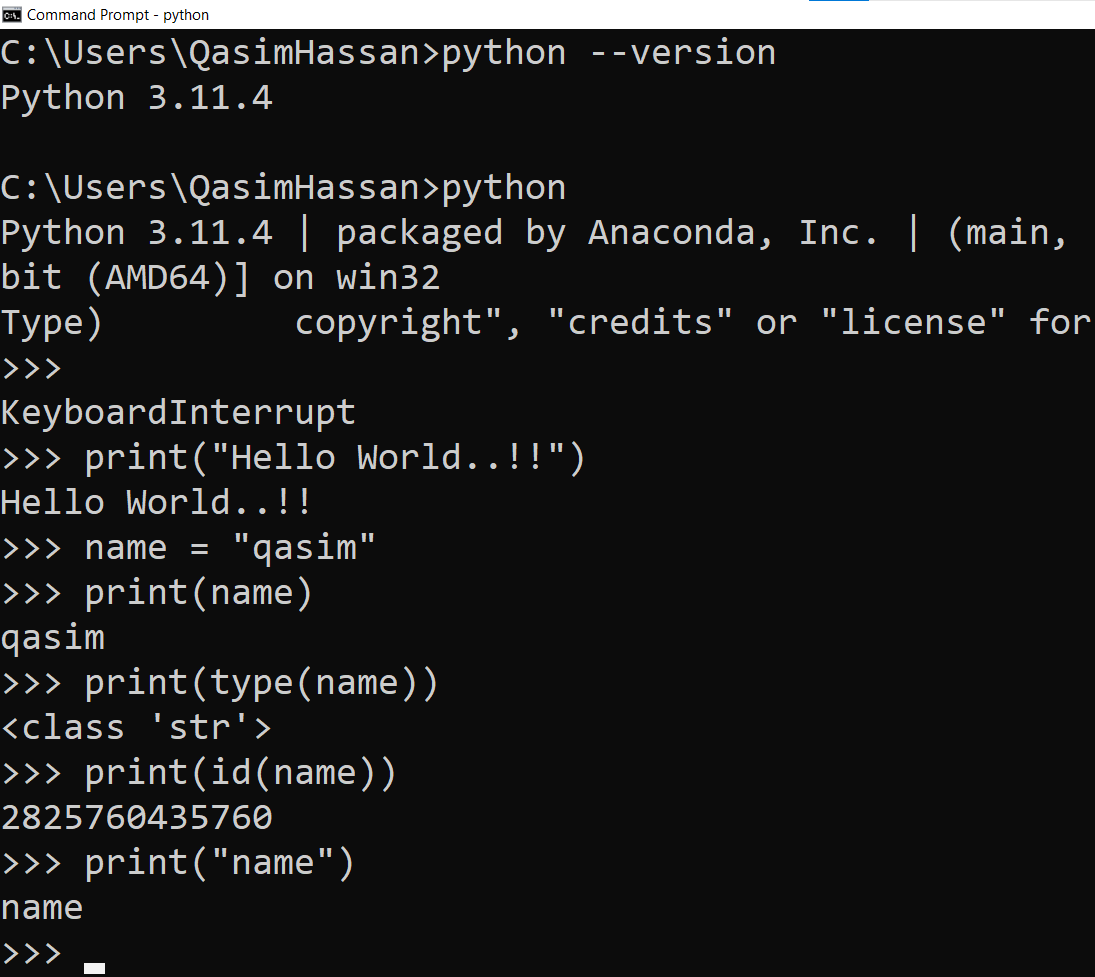 Command Prompt - python
C:\Users\QasimHassan>python --version
Python 3.11.4
C:\Users\QasimHassan>python
Python 3.11.4 | packaged by Anaconda, Inc. | (main,
bit (AMD64)] on win32
Type)         copyright", "credits" or "license" for
>>>
KeyboardInterrupt
>>> print("Hello World..!!")
Hello World..!!
>>> name = "qasim"
>>> print(name)
qasim
>>> print(type(name))
<class 'str'>
>>> print(id(name))
2825760435760
>>> print("name")
name
>>>